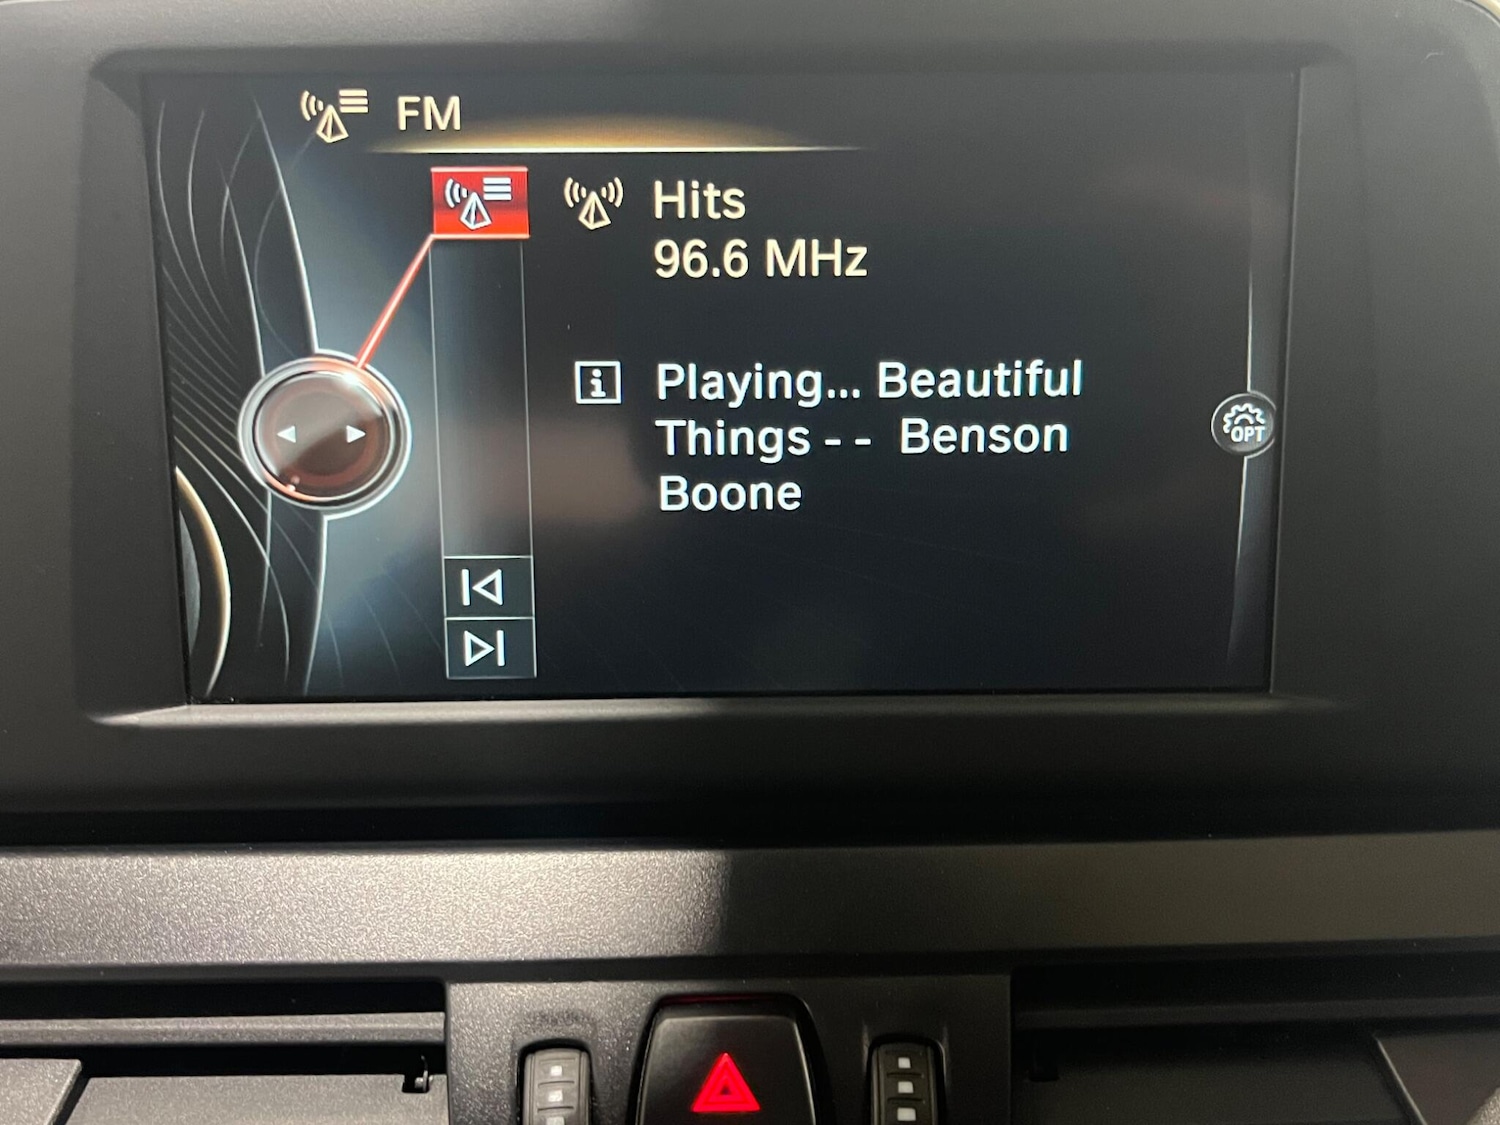 FM
Hits
96.6 MHz
Playing... Beautiful
Things - - Benson
Boone
OPT